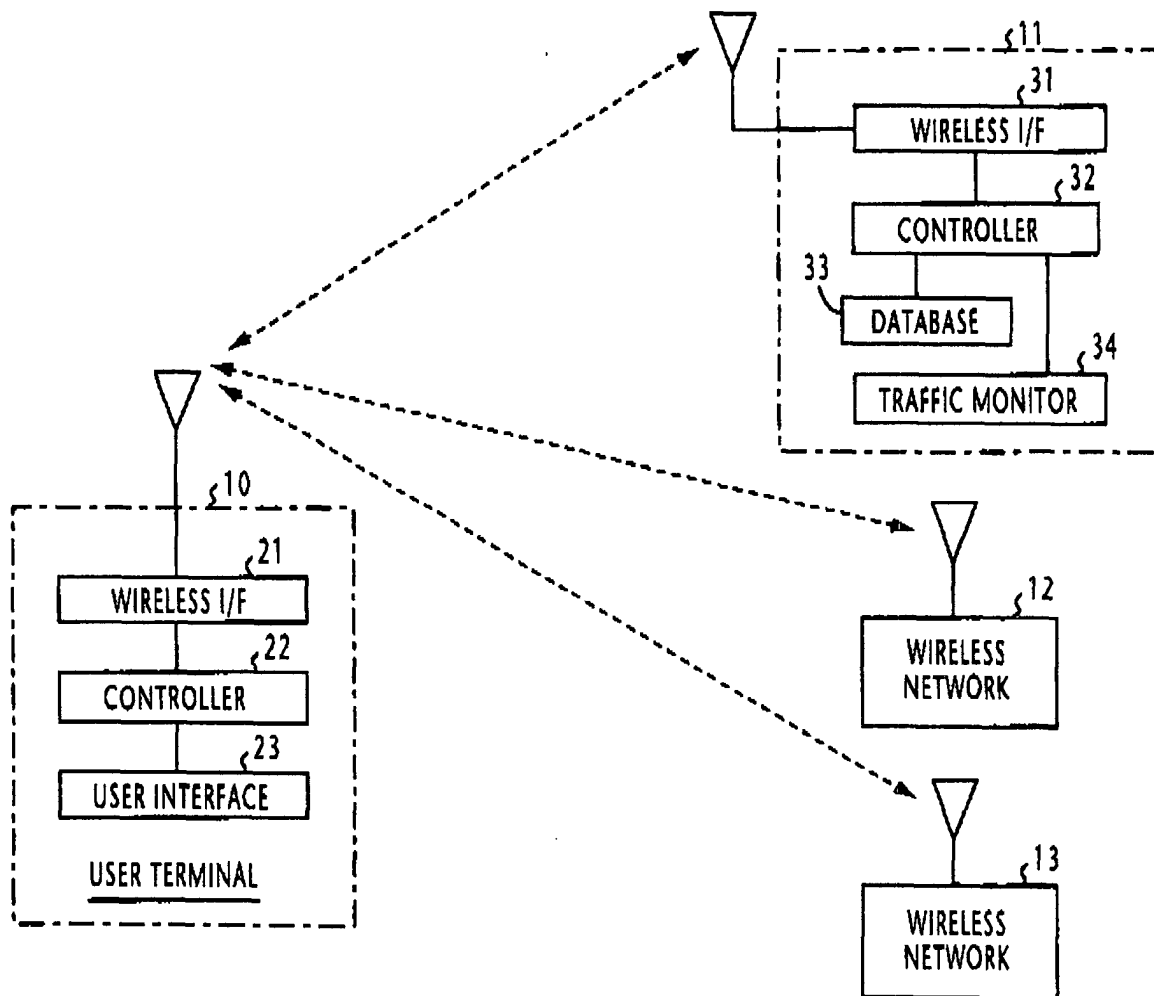 11
31
WIRELESS I/F
32
CONTROLLER
33
DATABASE
34
TRAFFIC MONITOR
10
21
WIRELESS I/F
22
CONTROLLER
23
USER INTERFACE
USER TERMINAL
12
WIRELESS
NETWORK
13
WIRELESS
NETWORK